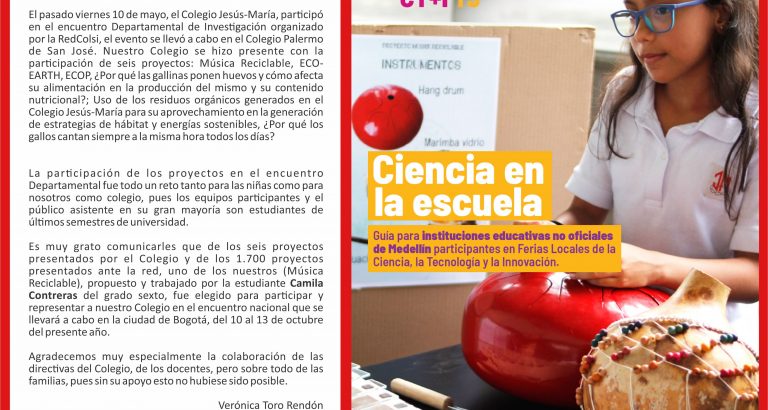 El pasado viernes 10 de mayo, el Colegio Jesús-María, participó
en el encuentro Departamental de Investigación organizado
por la RedColsi, el evento se llevó a cabo en el Colegio Palermo
de San José. Nuestro Colegio se hizo presente con la
participación de seis proyectos: Música Reciclable, ECO-
EARTH, ECOP, ¿Por qué las gallinas ponen huevos y cómo afecta
su alimentación en la producción del mismo y su contenido
nutricional?; Uso de los residuos orgánicos generados en el
Colegio Jesús-María para su aprovechamiento en la generación
de estrategias de hábitat y energías sostenibles, ¿Por qué los
gallos cantan siempre a la misma hora todos los días?
La participación de los proyectos en el encuentro
Departamental fue todo un reto tanto para las niñas como para
nosotros como colegio, pues los equipos participantes y el
público asistente en su gran mayoría son estudiantes de
últimos semestres de universidad.
Es muy grato comunicarles que de los seis proyectos
presentados por el Colegio y de los 1.700 proyectos
presentados ante la red, uno de los nuestros (Música
Reciclable), propuesto y trabajado por la estudiante Camila
Contreras del grado sexto, fue elegido para participar y
representar a nuestro Colegio en el encuentro nacional que se
llevará a cabo en la ciudad de Bogotá, del 10 al 13 de octubre
del presente año.
Agradecemos muy especialmente la colaboración de las
directivas del Colegio, de los docentes, pero sobre todo de las
familias, pues sin su apoyo esto no hubiese sido posible.
Verónica Toro Rendón
PROYECTO MÚSICA RECICLABLE
INSTRUMENTOS
Hang drum
Marimba vidrio
Ciencia en
la escuela
Guía para instituciones educativas no oficiales
de Medellín participantes en Ferias Locales de la
Ciencia, la Tecnología y la Innovación.